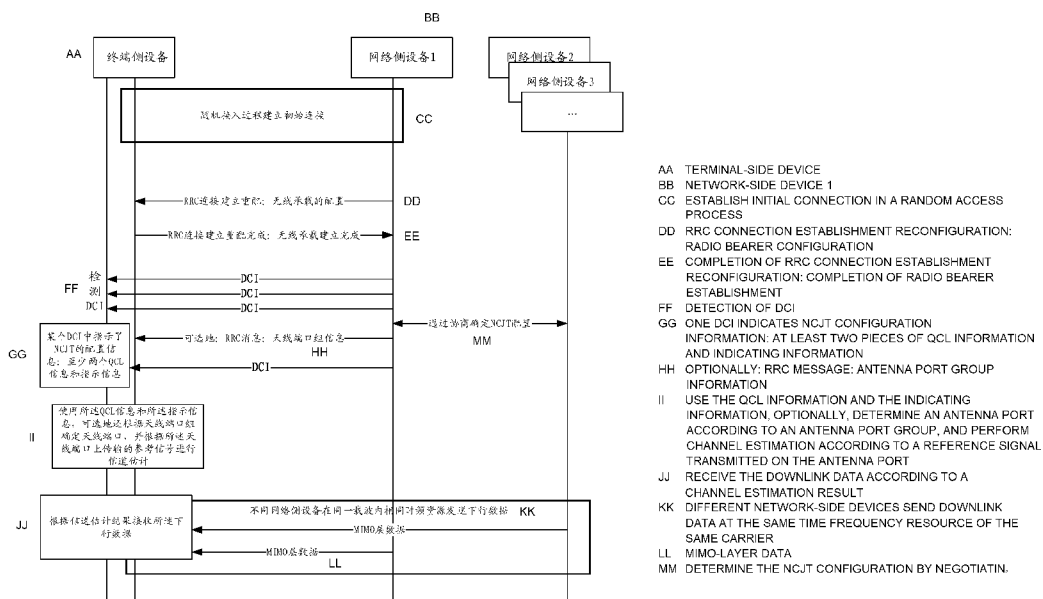 BB
AA
终端侧设备
网络侧设备1
网络侧设备2
网络侧设备3
...
随机接入过程建立初始连接
CC
RRC连接建立重配：无线承载的配置
DD
RRC连接建立重配完成：无线承载建立完成
EE
FF
检
测
DCI
DCI
DCI
DCI
通过协商确定NCJT配置
MM
GG
某个DCI中指示了
NCJT的配置信
息：至少两个QCL
信息和指示信息
可选地：RRC消息：天线端口组信息
HH
DCI
II
使用所述QCL信息和所述指示信
息，可选地还根据天线端口组
确定天线端口，并根据所述天
线端口上传输的参考信号进行
信道估计
JJ
根据信道估计结果接收所述下
行数据
不同网络侧设备在同一载波内相同时频资源发送下行数据
KK
MIMO层数据
MIMO层数据
LL
AA TERMINAL-SIDE DEVICE
BB NETWORK-SIDE DEVICE 1
CC ESTABLISH INITIAL CONNECTION IN A RANDOM ACCESS
PROCESS
DD RRC CONNECTION ESTABLISHMENT RECONFIGURATION:
RADIO BEARER CONFIGURATION
EE COMPLETION OF RRC CONNECTION ESTABLISHMENT
RECONFIGURATION: COMPLETION OF RADIO BEARER
ESTABLISHMENT
FF DETECTION OF DCI
GG ONE DCI INDICATES NCJT CONFIGURATION
INFORMATION: AT LEAST TWO PIECES OF QCL INFORMATION
AND INDICATING INFORMATION
HH OPTIONALLY: RRC MESSAGE: ANTENNA PORT GROUP
INFORMATION
II USE THE QCL INFORMATION AND THE INDICATING
INFORMATION, OPTIONALLY, DETERMINE AN ANTENNA PORT
ACCORDING TO AN ANTENNA PORT GROUP, AND PERFORM
CHANNEL ESTIMATION ACCORDING TO A REFERENCE SIGNAL
TRANSMITTED ON THE ANTENNA PORT
JJ RECEIVE THE DOWNLINK DATA ACCORDING TO A
CHANNEL ESTIMATION RESULT
KK DIFFERENT NETWORK-SIDE DEVICES SEND DOWNLINK
DATA AT THE SAME TIME FREQUENCY RESOURCE OF THE
SAME CARRIER
LL MIMO-LAYER DATA
MM DETERMINE THE NCJT CONFIGURATION BY NEGOTIATIN